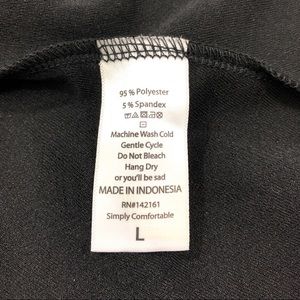 95% Polyester
5% Spandex
Machine Wash Cold
Gentle Cycle
Do Not Bleach
Hang Dry
or you'll be sad
MADE IN INDONESIA
RN#142161
Simply Comfortable
L